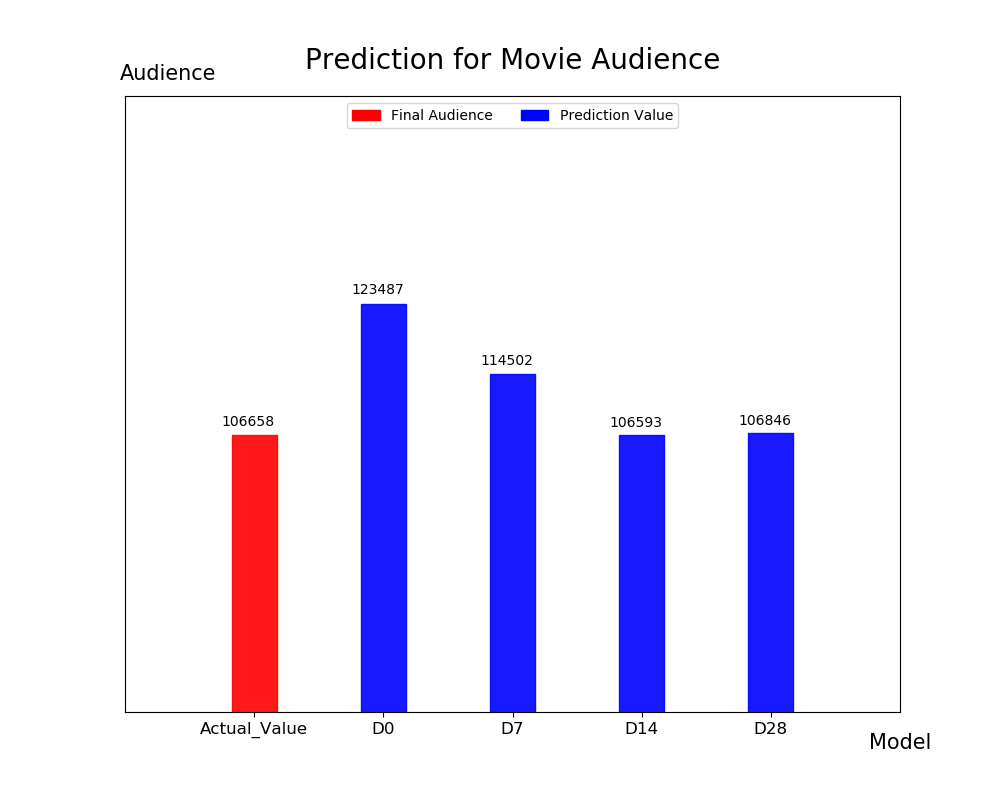 Prediction for Movie Audience
Audience
Final Audience Prediction Value
123487
114502
106658 106593 106846
Actual_Value D0 D7 D14 D28
Model